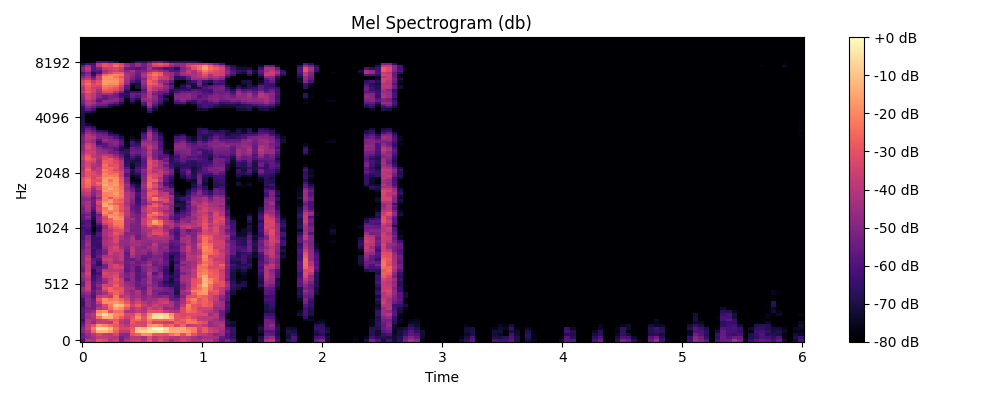 Mel Spectrogram (db)
Hz
8192
4096
2048
1024
512
0
0 1 2 3 4 5 6
Time
+0 dB
-10 dB
-20 dB
-30 dB
-40 dB
-50 dB
-60 dB
-70 dB
-80 dB